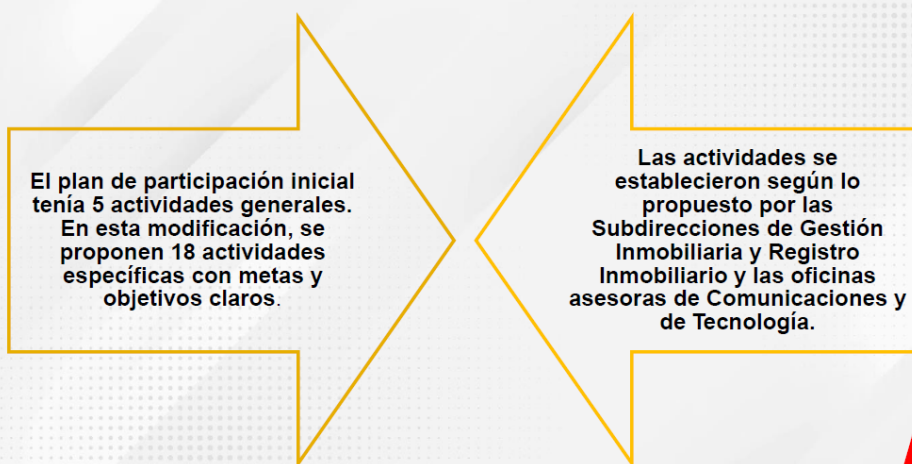 El plan de participación inicial
tenía 5 actividades generales.
En esta modificación, se
proponen 18 actividades
específicas con metas y
objetivos claros.
Las actividades se
establecieron según lo
propuesto por las
Subdirecciones de Gestión
Inmobiliaria y Registro
Inmobiliario y las oficinas
asesoras de Comunicaciones y
de Tecnología.